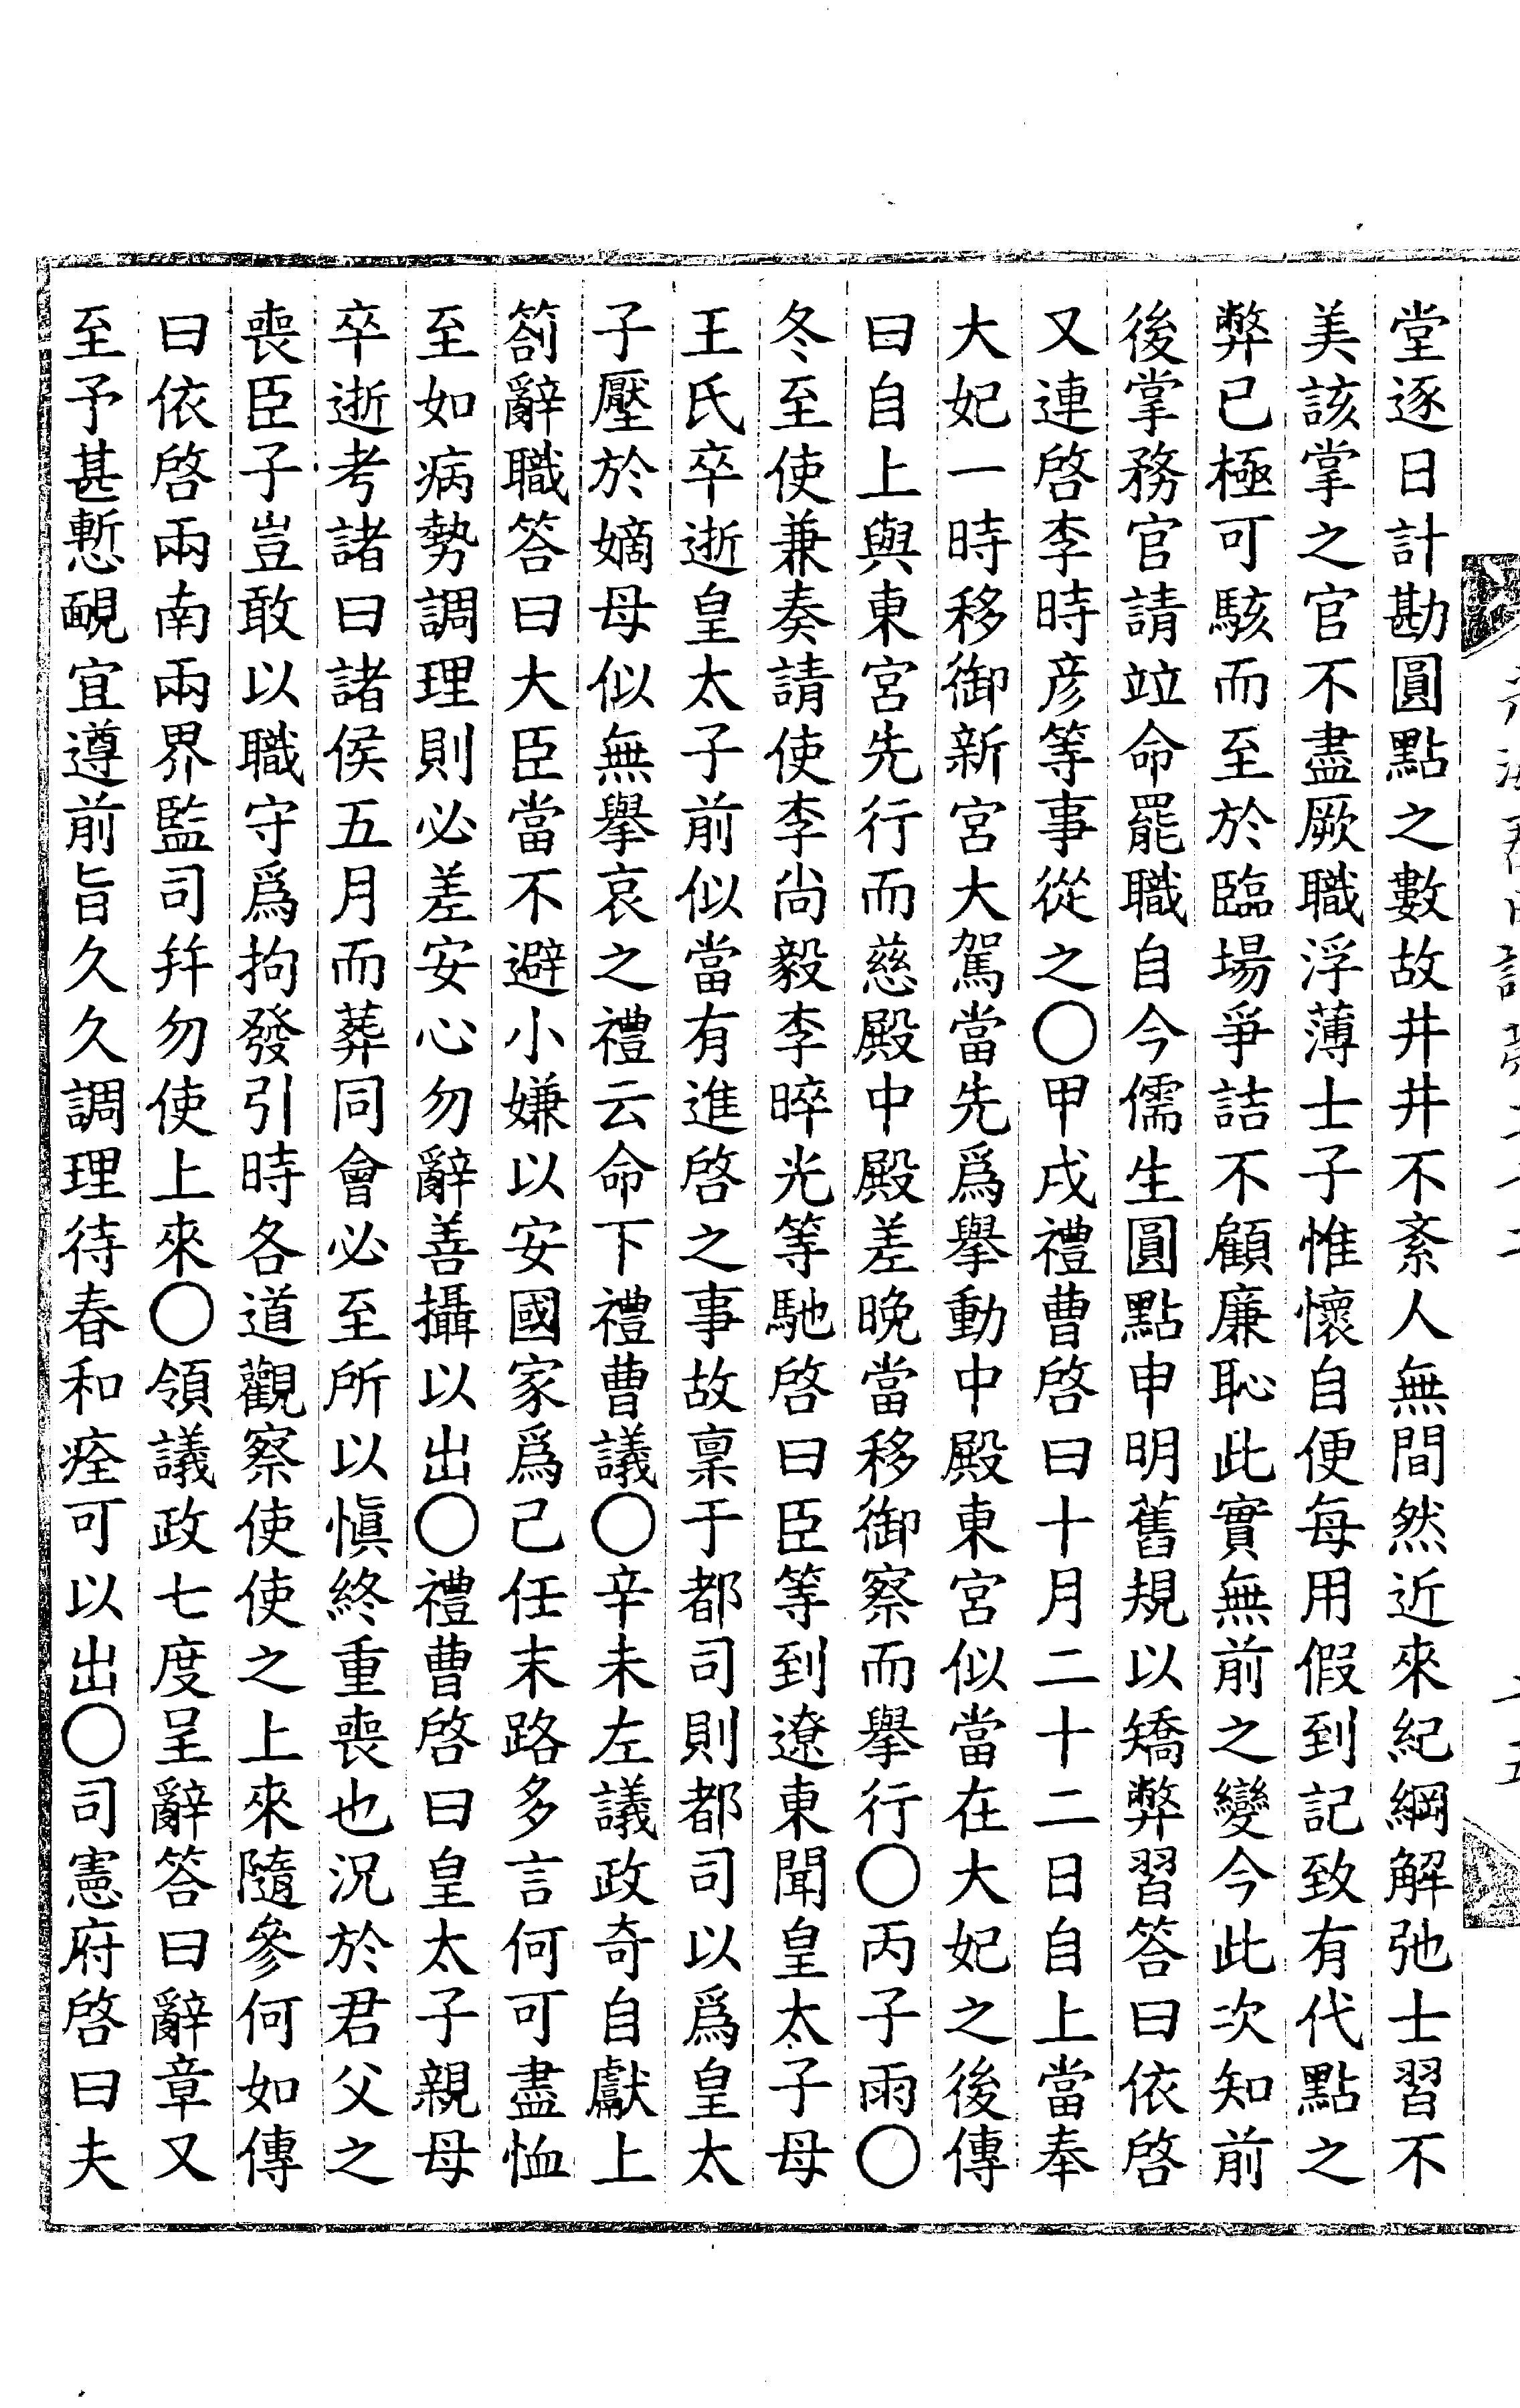 堂逐日計勘圓點之數故井井不紊人無間然近來紀綱解弛士習不
美該掌之官不盡厥職浮薄士子惟懷自便每用假到記致有代點之
弊已極可駭而至於臨場爭詰不顧廉恥此實無前之變今此次知前
後掌務官請竝命罷職自今儒生圓點申明舊規以矯弊習答曰依啓
又連啓李時彦等事從之〇甲戌禮曹啓曰十月二十二日自上當奉
大妃一時移御新宮大駕當先爲擧動中殿東宮似當在大妃之後傳
曰自上與東宮先行而慈殿中殿差晩當移御察而擧行〇丙子雨〇
冬至使兼奏請使李尙毅李晬光等馳啓曰臣等到遼東聞皇太子母
王氏卒逝皇太子前似當有進啓之事故稟于都司則都司以爲皇太
子壓於嫡母似無擧哀之禮云命下禮曹議〇辛未左議政奇自獻上
箚辭職答曰大臣當不避小嫌以安國家爲己任末路多言何可盡恤
至如病勢調理則必差安心勿辭善攝以出〇禮曹啓曰皇太子親母
卒逝考諸曰諸侯五月而葬同會必至所以愼終重喪也況於君父之
喪臣子豈敢以職守爲拘發引時各道觀察使使之上來隨參何如傳
曰依啓兩南兩界監司幷勿使上來〇領議政七度呈辭答曰辭章又
至予甚慙靦宜遵前旨久久調理待春和痊可以出〇司憲府啓曰夫